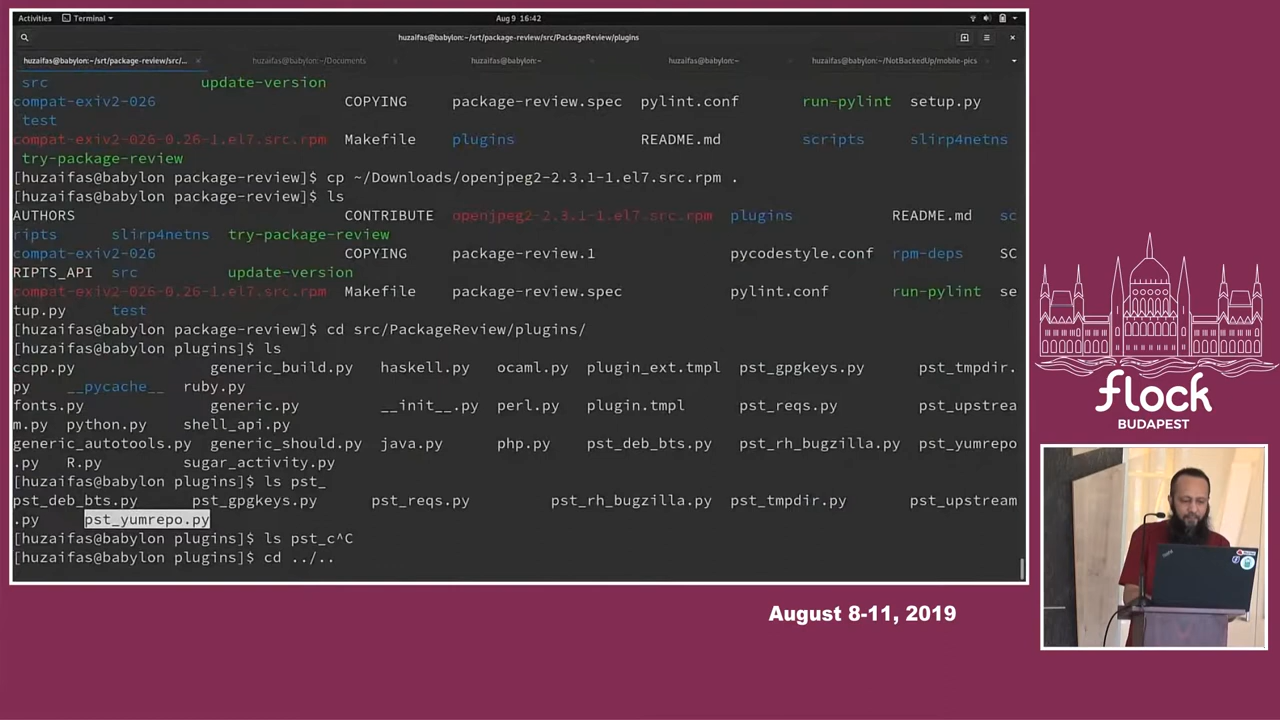 Activities Terminal Aug 9 16:42
huzaifas@babylon:~/srt/package-review/src/PackageReview/plugins
huzaifas@babylon:~/srt/package-review/src/... huzaifas@babylon:~/Documents huzaifas@babylon:~ huzaifas@babylon:~ huzaifas@babylon:~/NotBackedUp/mobile-pics
src update-version
compat-exiv2-026 COPYING package-review.spec pylint.conf run-pylint setup.py
test
compat-exiv2-026-0.26-1.el7.src.rpm Makefile plugins README.md scripts slirp4netns
try-package-review
[huzaifas@babylon package-review]$ cp ~/Downloads/openjpeg2-2.3.1-1.el7.src.rpm .
[huzaifas@babylon package-review]$ ls
AUTHORS CONTRIBUTE openjpeg2-2.3.1-1.el7.src.rpm plugins README.md sc
ripts slirp4netns try-package-review
compat-exiv2-026 COPYING package-review.1 pycodestyle.conf rpm-deps SC
RIPTS_API src update-version
compat-exiv2-026-0.26-1.el7.src.rpm Makefile package-review.spec pylint.conf run-pylint se
tup.py test
[huzaifas@babylon package-review]$ cd src/PackageReview/plugins/
[huzaifas@babylon plugins]$ ls
ccpp.py generic_build.py haskell.py ocaml.py plugin_ext.tmpl pst_gpgkeys.py pst_tmpdir.
py __pycache__ ruby.py
fonts.py generic.py __init__.py perl.py plugin.tmpl pst_reqs.py pst_upstrea
m.py python.py shell_api.py
generic_autotools.py generic_should.py java.py php.py pst_deb_bts.py pst_rh_bugzilla.py pst_yumrepo
.py R.py sugar_activity.py
[huzaifas@babylon plugins]$ ls pst_
pst_deb_bts.py pst_gpgkeys.py pst_reqs.py pst_rh_bugzilla.py pst_tmpdir.py pst_upstream
.py pst_yumrepo.py
[huzaifas@babylon plugins]$ ls pst_c^C
[huzaifas@babylon plugins]$ cd ../..
flock
BUDAPEST
August 8-11, 2019